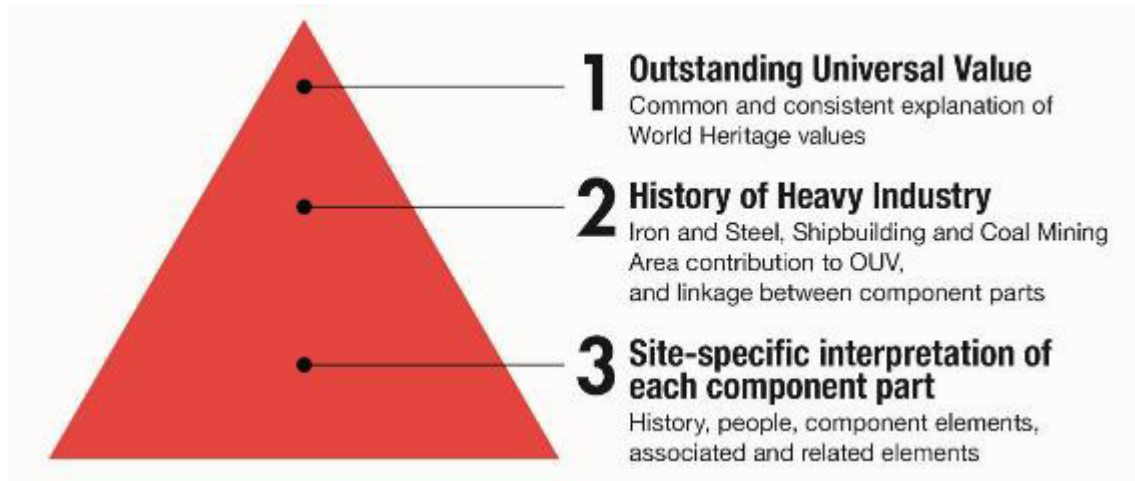 1 Outstanding Universal Value
Common and consistent explanation of
World Heritage values
2 History of Heavy Industry
Iron and Steel, Shipbuilding and Coal Mining
Area contribution to OUV,
and linkage between component parts
3 Site-specific interpretation of
each component part
History, people, component elements,
associated and related elements